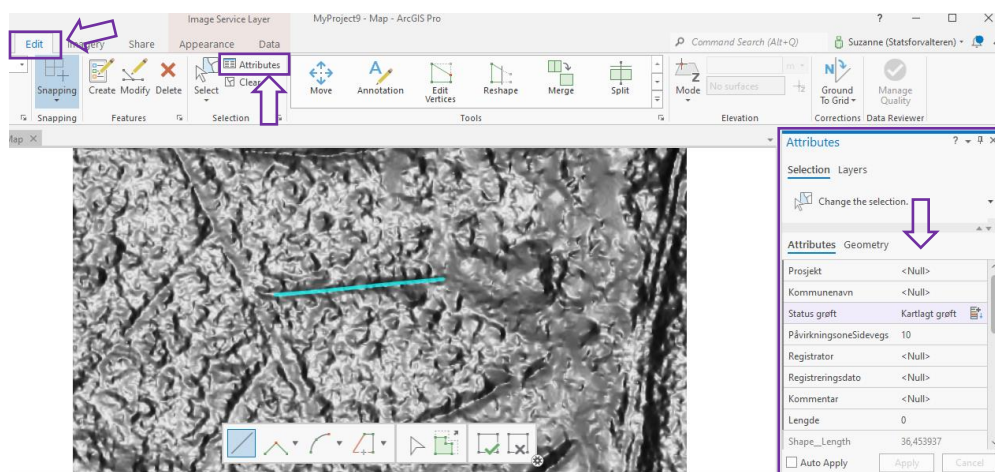 Image Service Layer MyProject9 - Map - ArcGIS Pro ?
Edit Imagery Share Appearance Data Command Search (Alt+Q) Suzanne (Statsforvalteren)
Attributes
Clear
Snapping Create Modify Delete Select Move Annotation Edit Vertices Reshape Merge Split Mode No surfaces m Ground To Grid Manage Quality
Snapping Features Selection Tools Elevation Corrections Data Reviewer
Map
Attributes ?
Selection Layers
Change the selection.
Attributes Geometry
Prosjekt <Null>
Kommunenavn <Null>
Status grøft Kartlagt grøft
PåvirkningsoneSidevegs 10
Registrator <Null>
Registreringsdato <Null>
Kommentar <Null>
Lengde 0
Shape__Length 36,453937
Auto Apply Apply Cancel